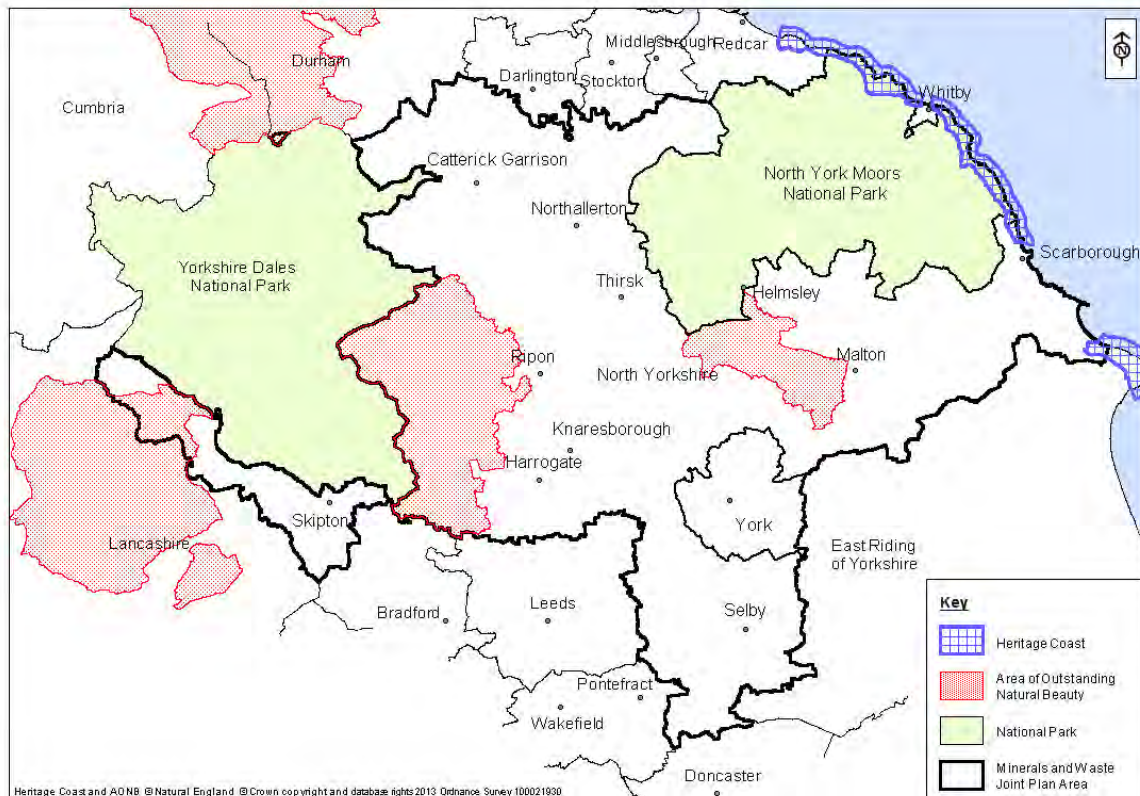 Middlesbrough
Redcar
Durham
Darlington
Stockton
N
Cumbria
Whitby
Catterick Garrison
North York Moors
National Park
Northallerton
Scarborough
Yorkshire Dales
National Park
Thirsk
Helmsley
Ripon
North Yorkshire
Malton
Knaresborough
Harrogate
Skipton
York
Lancashire
East Riding
of Yorkshire
Bradford
Leeds
Selby
Pontefract
Wakefield
Doncaster
Key
Heritage Coast
Area of Outstanding
Natural Beauty
National Park
Minerals and Waste
Joint Plan Area
Heritage Coast and AONB © Natural England © Crown copyright and database rights 2013 Ordnance Survey 100021930